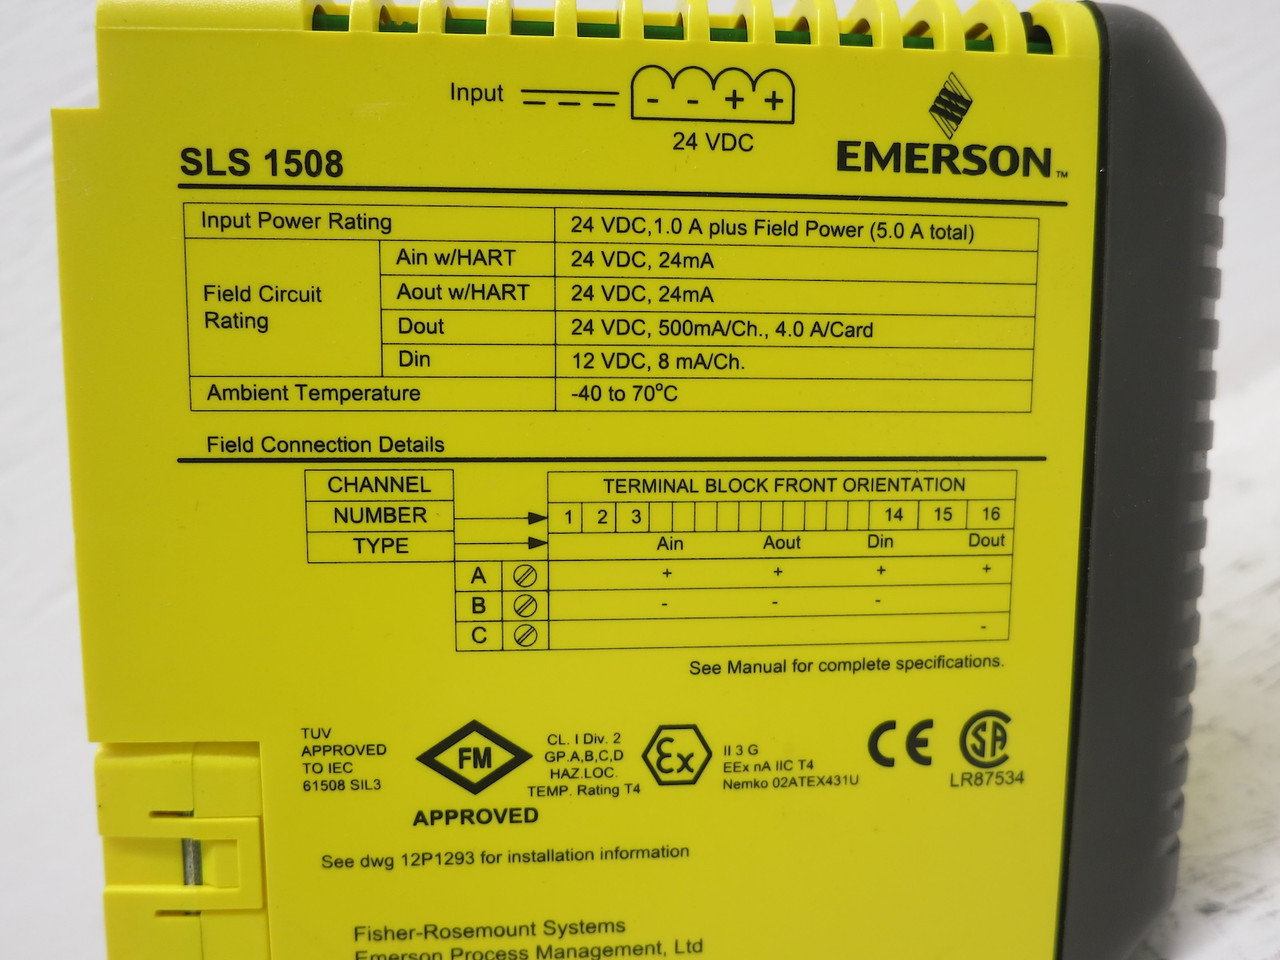 Input - - + +
24 VDC
EMERSON™
SLS 1508
Input Power Rating 24 VDC,1.0 A plus Field Power (5.0 A total)
Field Circuit Rating
Ain w/HART 24 VDC, 24mA
Aout w/HART 24 VDC, 24mA
Dout 24 VDC, 500mA/Ch., 4.0 A/Card
Din 12 VDC, 8 mA/Ch.
Ambient Temperature -40 to 70°C
Field Connection Details
CHANNEL TERMINAL BLOCK FRONT ORIENTATION
NUMBER 1 2 3 14 15 16
TYPE Ain Aout Din Dout
A + + + +
B - - -
C -
See Manual for complete specifications.
TUV
APPROVED
TO IEC
61508 SIL3
FM
APPROVED
CL. I Div. 2
GP.A,B,C,D
HAZ.LOC.
TEMP. Rating T4
Ex
II 3 G
EEx nA IIC T4
Nemko 02ATEX431U
CE
SA
LR87534
See dwg 12P1293 for installation information
Fisher-Rosemount Systems
Emerson Process Management, Ltd